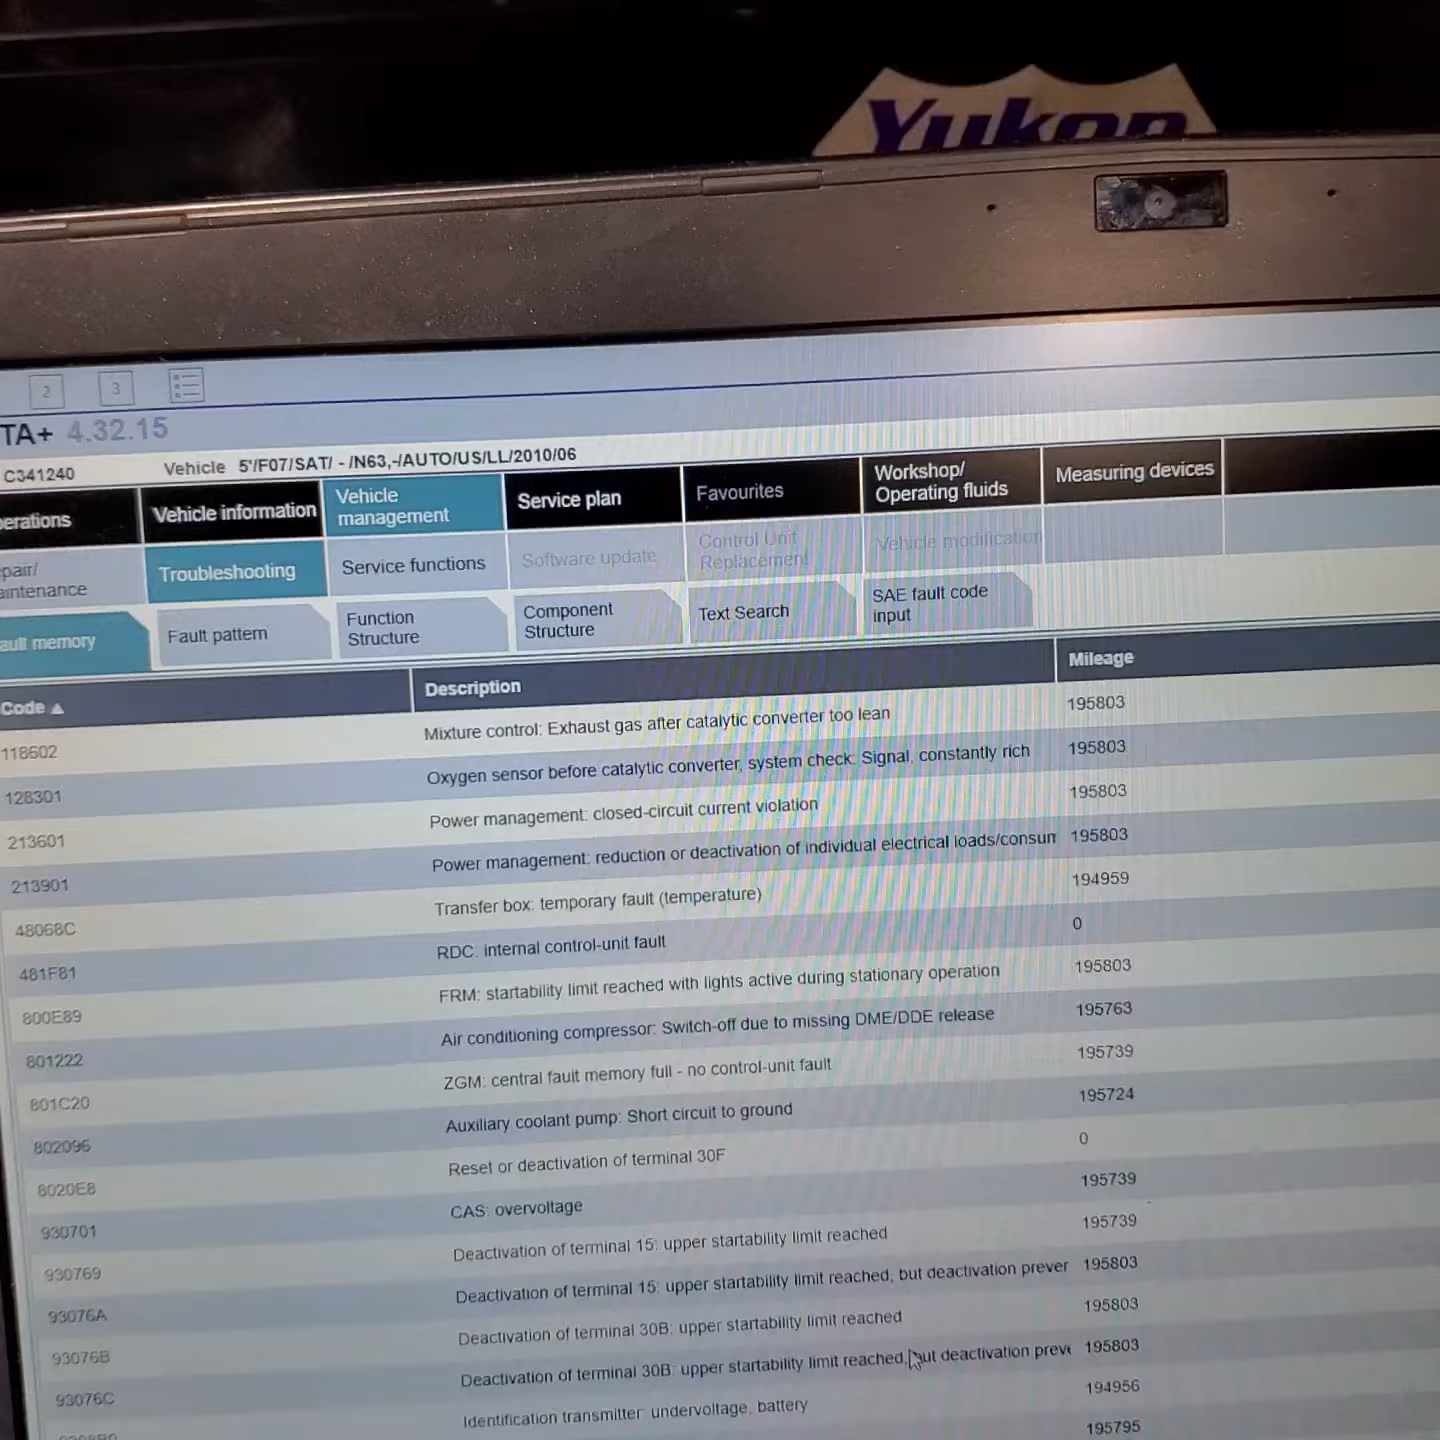 Yukon
2 3
TA+ 4.32.15
C341240 Vehicle 5'/F07/SAT/ - /N63,-/AUTO/US/LL/2010/06
erations Vehicle information Vehicle management Service plan Favourites Workshop/ Operating fluids Measuring devices
pair/ aintenance Troubleshooting Service functions Software update Control Unit Replacement Vehicle modification
ault memory Fault pattern Function Structure Component Structure Text Search SAE fault code input
Code ▲ Description Mileage
118602 Mixture control: Exhaust gas after catalytic converter too lean 195803
128301 Oxygen sensor before catalytic converter, system check: Signal, constantly rich 195803
213601 Power management: closed-circuit current violation 195803
213901 Power management: reduction or deactivation of individual electrical loads/consum 195803
48068C Transfer box: temporary fault (temperature) 194959
481F81 RDC: internal control-unit fault 0
800E89 FRM: startability limit reached with lights active during stationary operation 195803
801222 Air conditioning compressor: Switch-off due to missing DME/DDE release 195763
801C20 ZGM: central fault memory full - no control-unit fault 195739
802096 Auxiliary coolant pump: Short circuit to ground 195724
8020E8 Reset or deactivation of terminal 30F 0
930701 CAS: overvoltage 195739
930769 Deactivation of terminal 15: upper startability limit reached 195739
93076A Deactivation of terminal 15: upper startability limit reached, but deactivation prever 195803
93076B Deactivation of terminal 30B: upper startability limit reached 195803
93076C Deactivation of terminal 30B: upper startability limit reached, but deactivation preve 195803
Identification transmitter: undervoltage, battery 194956
195795